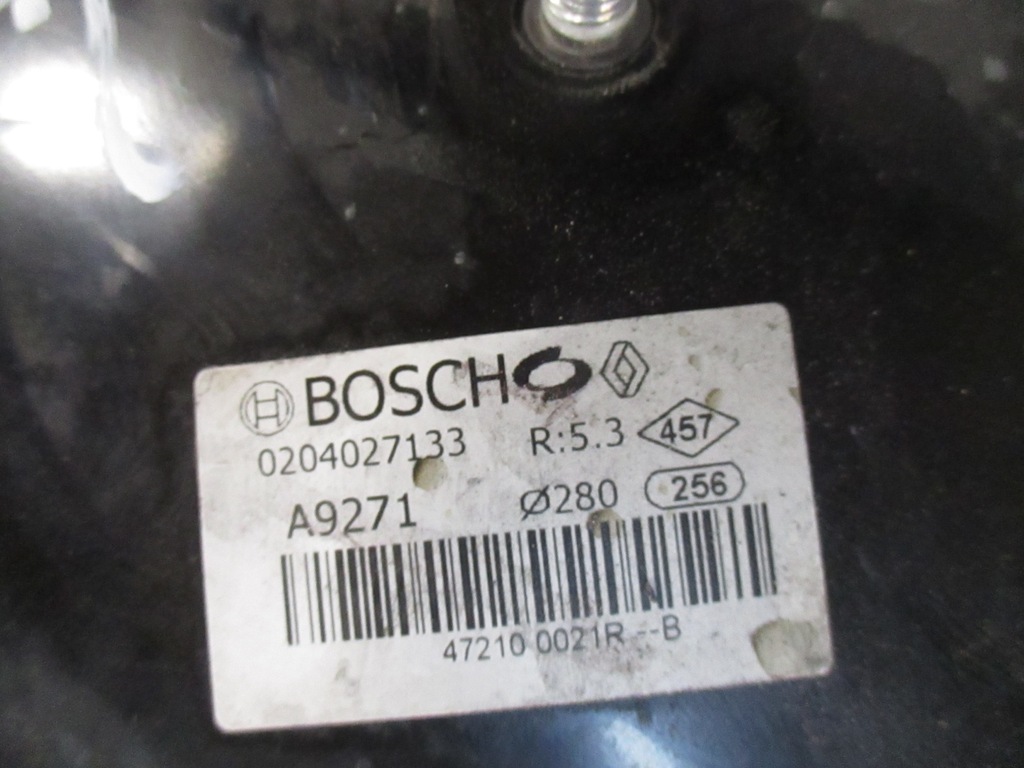 BOSCH
0204027133 R:5.3 457
A9271 Ø280 256
47210 0021R--B